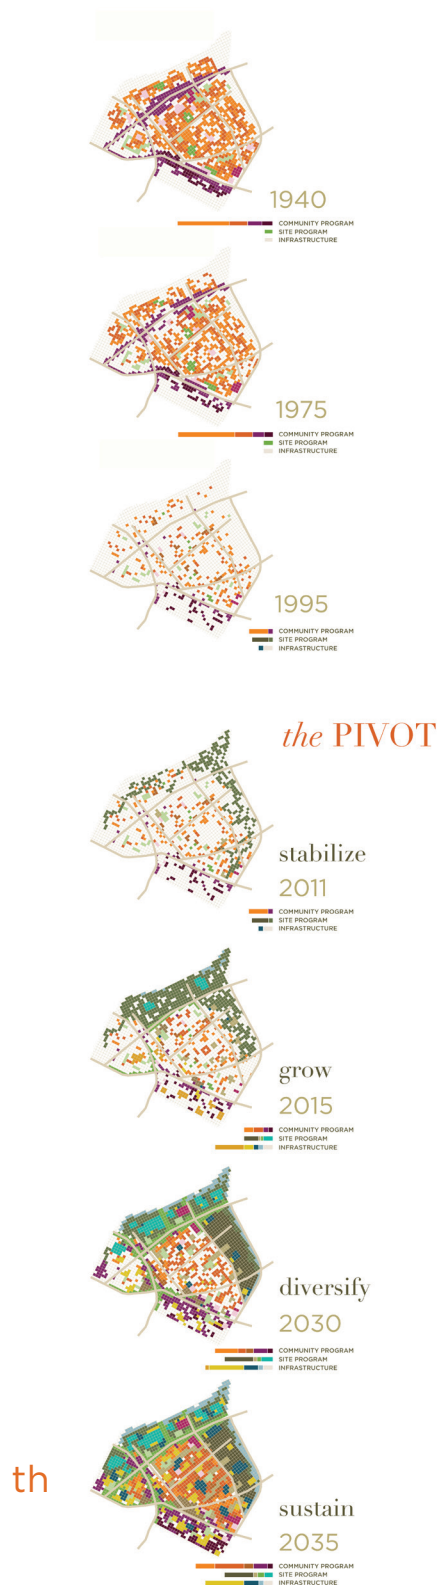 1940
COMMUNITY PROGRAM
SITE PROGRAM
INFRASTRUCTURE
1975
COMMUNITY PROGRAM
SITE PROGRAM
INFRASTRUCTURE
1995
COMMUNITY PROGRAM
SITE PROGRAM
INFRASTRUCTURE
the PIVOT
stabilize
2011
COMMUNITY PROGRAM
SITE PROGRAM
INFRASTRUCTURE
grow
2015
COMMUNITY PROGRAM
SITE PROGRAM
INFRASTRUCTURE
diversify
2030
COMMUNITY PROGRAM
SITE PROGRAM
INFRASTRUCTURE
th
sustain
2035
COMMUNITY PROGRAM
SITE PROGRAM
INFRASTRUCTURE